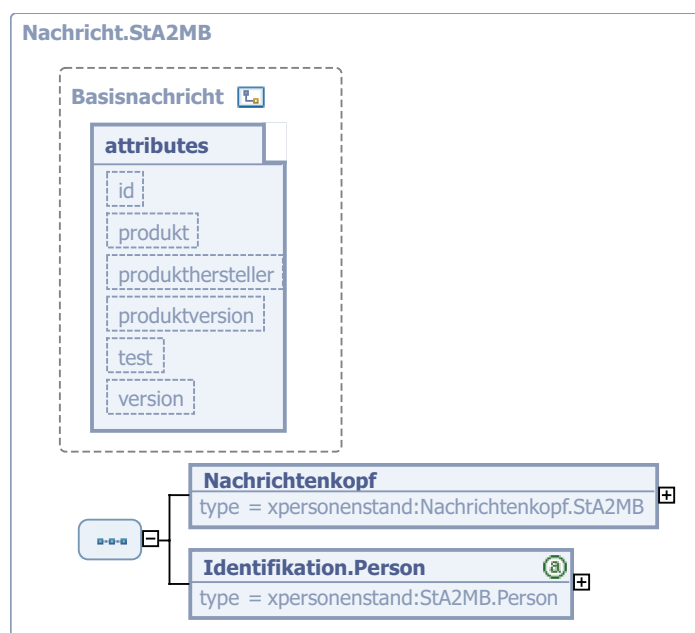 Nachricht.StA2MB
Basisnachricht
attributes
id
produkt
produkthersteller
produktversion
test
version
Nachrichtenkopf
type = xpersonenstand:Nachrichtenkopf.StA2MB
Identifikation.Person a
type = xpersonenstand:StA2MB.Person